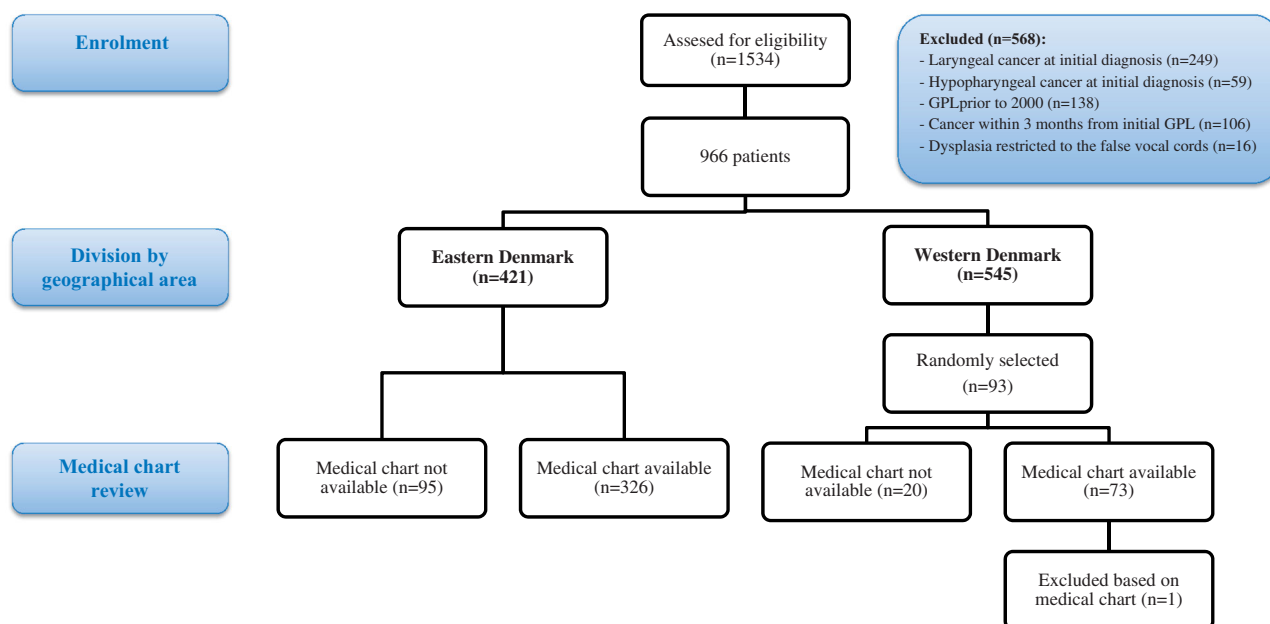 Enrolment
Assesed for eligibility
(n=1534)
Excluded (n=568):
- Laryngeal cancer at initial diagnosis (n=249)
- Hypopharyngeal cancer at initial diagnosis (n=59)
- GPLprior to 2000 (n=138)
- Cancer within 3 months from initial GPL (n=106)
- Dysplasia restricted to the false vocal cords (n=16)
966 patients
Division by
geographical area
Eastern Denmark
(n=421)
Western Denmark
(n=545)
Randomly selected
(n=93)
Medical chart
review
Medical chart not
available (n=95)
Medical chart available
(n=326)
Medical chart not
available (n=20)
Medical chart available
(n=73)
Excluded based on
medical chart (n=1)